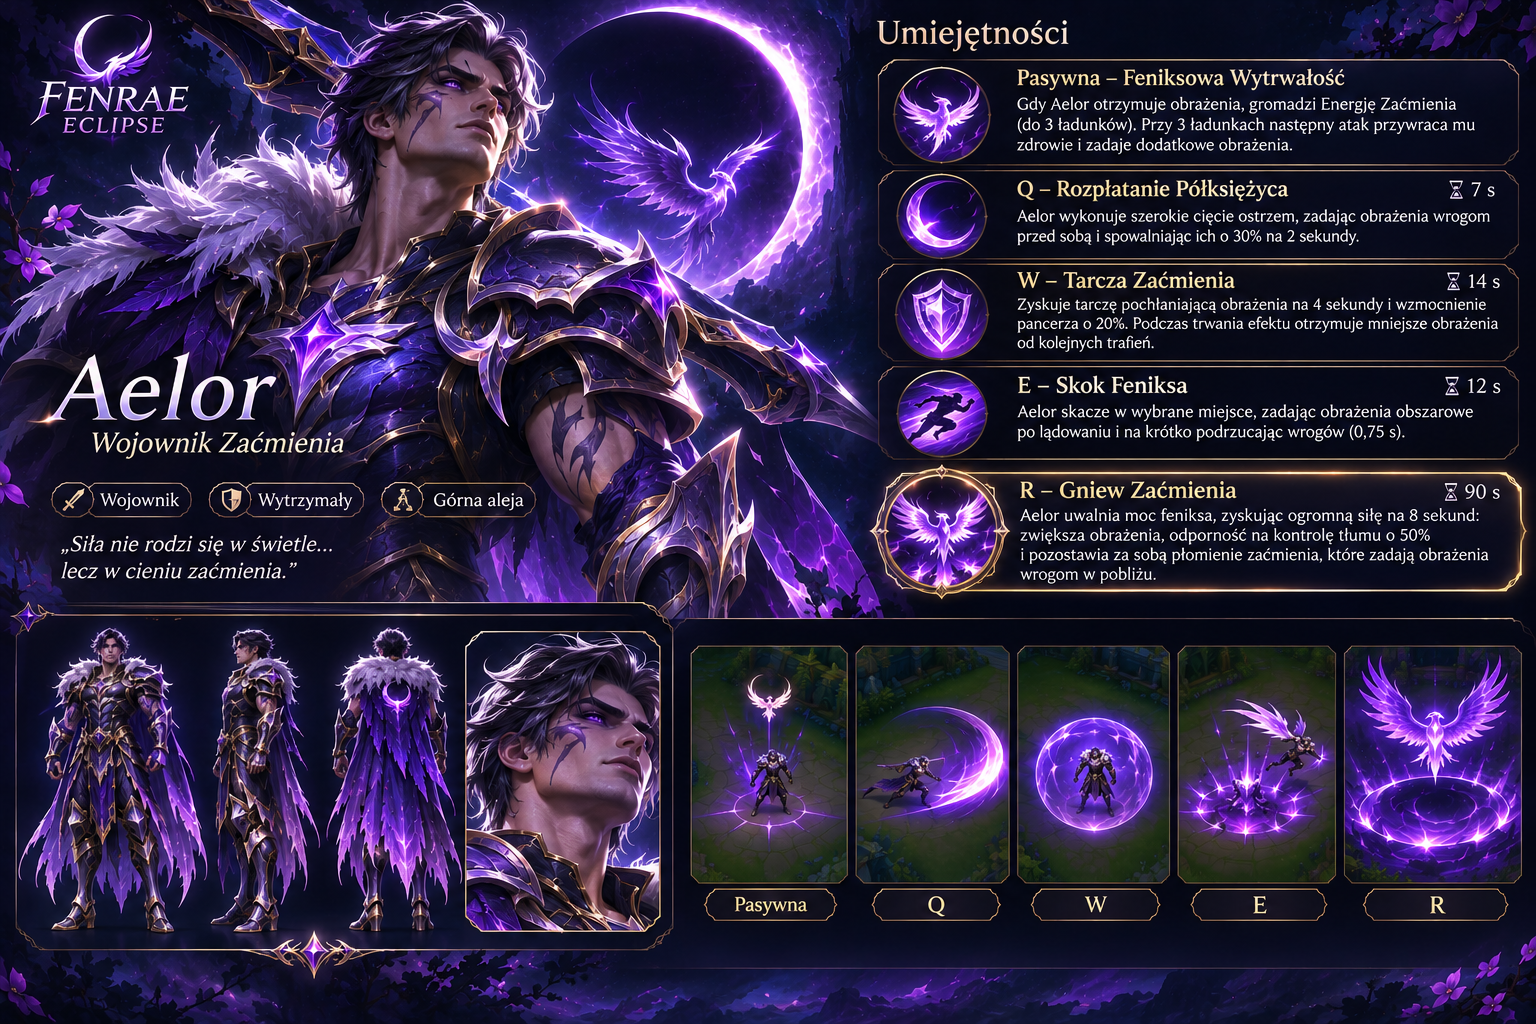 FENRAE
ECLIPSE
Aelor
Wojownik Zaćmienia
Wojownik
Wytrzymały
Górna aleja
„Siła nie rodzi się w świetle...
lecz w cieniu zaćmienia.”
Umiejętności
Pasywna – Feniksowa Wytrwałość
Gdy Aelor otrzymuje obrażenia, gromadzi Energię Zaćmienia
(do 3 ładunków). Przy 3 ładunkach następny atak przywraca mu
zdrowie i zadaje dodatkowe obrażenia.
Q – Rozpłatanie Półksiężyca
7 s
Aelor wykonuje szerokie cięcie ostrzem, zadając obrażenia wrogom
przed sobą i spowalniając ich o 30% na 2 sekundy.
W – Tarcza Zaćmienia
14 s
Zyskuje tarczę pochłaniającą obrażenia na 4 sekundy i wzmocnienie
pancerza o 20%. Podczas trwania efektu otrzymuje mniejsze obrażenia
od kolejnych trafień.
E – Skok Feniksa
12 s
Aelor skacze w wybrane miejsce, zadając obrażenia obszarowe
po lądowaniu i na krótko podrzucając wrogów (0,75 s).
R – Gniew Zaćmienia
90 s
Aelor uwalnia moc feniksa, zyskując ogromną siłę na 8 sekund:
zwiększa obrażenia, odporność na kontrolę tłumu o 50%
i pozostawia za sobą płomienie zaćmienia, które zadają obrażenia
wrogom w pobliżu.
Pasywna
Q
W
E
R